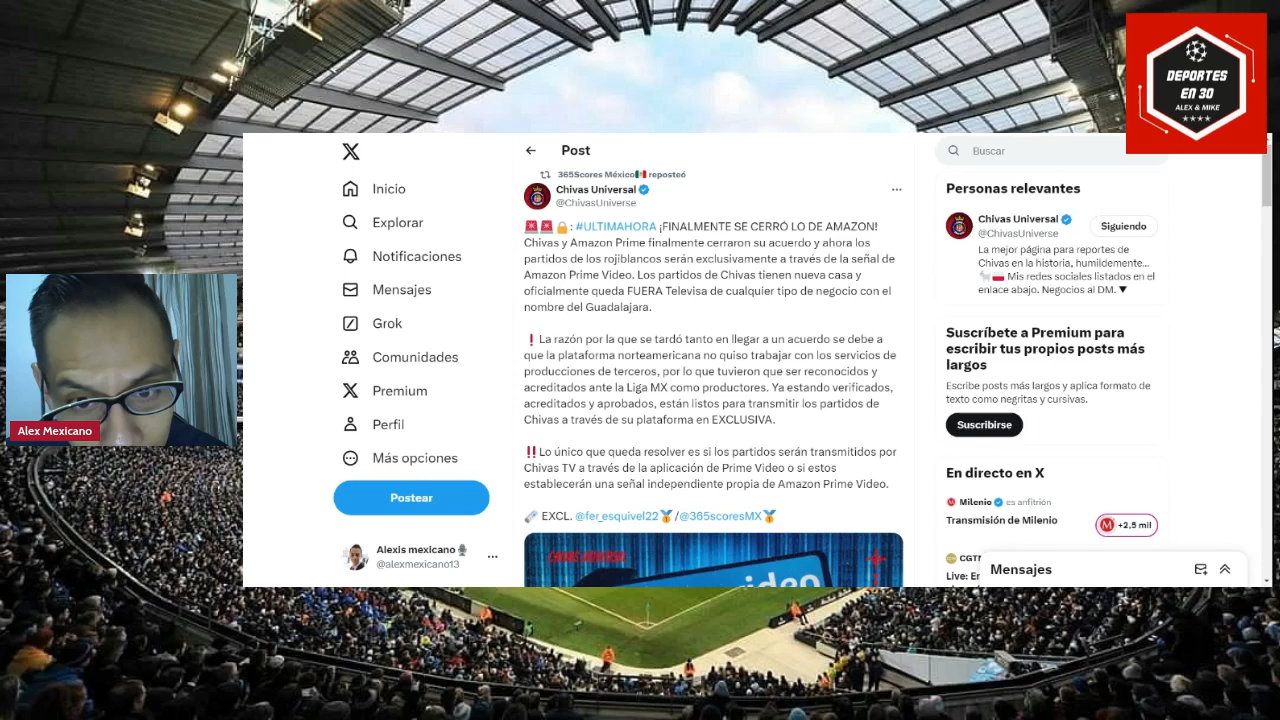 DEPORTES
EN 30
ALEX & MIKE
Alex Mexicano
Inicio
Explorar
Notificaciones
Mensajes
Grok
Comunidades
Premium
Perfil
Más opciones
Postear
Alexis mexicano
@alexmexicano13
Post
365Scores México reposteó
Chivas Universal
@ChivasUniverse
: #ULTIMAHORA ¡FINALMENTE SE CERRÓ LO DE AMAZON!
Chivas y Amazon Prime finalmente cerraron su acuerdo y ahora los
partidos de los rojiblancos serán exclusivamente a través de la señal de
Amazon Prime Video. Los partidos de Chivas tienen nueva casa y
oficialmente queda FUERA Televisa de cualquier tipo de negocio con el
nombre del Guadalajara.
❗La razón por la que se tardó tanto en llegar a un acuerdo se debe a
que la plataforma norteamericana no quiso trabajar con los servicios de
producciones de terceros, por lo que tuvieron que ser reconocidos y
acreditados ante la Liga MX como productores. Ya estando verificados,
acreditados y aprobados, están listos para transmitir los partidos de
Chivas a través de su plataforma en EXCLUSIVA.
‼️Lo único que queda resolver es si los partidos serán transmitidos por
Chivas TV a través de la aplicación de Prime Video o si estos
establecerán una señal independiente propia de Amazon Prime Video.
EXCL. @fer_esquivel22 /@365scoresMX
CHIVAS UNIVERSAL
video
Buscar
Personas relevantes
Chivas Universal
@ChivasUniverse
Siguiendo
La mejor página para reportes de
Chivas en la historia, humildemente...
Mis redes sociales listados en el
enlace abajo. Negocios al DM. ▼
Suscríbete a Premium para
escribir tus propios posts más
largos
Escribe posts más largos y aplica formato de
texto como negritas y cursivas.
Suscribirse
En directo en X
Milenio es anfitrión
Transmisión de Milenio
+2,5 mil
CGTN
Live: En
Mensajes